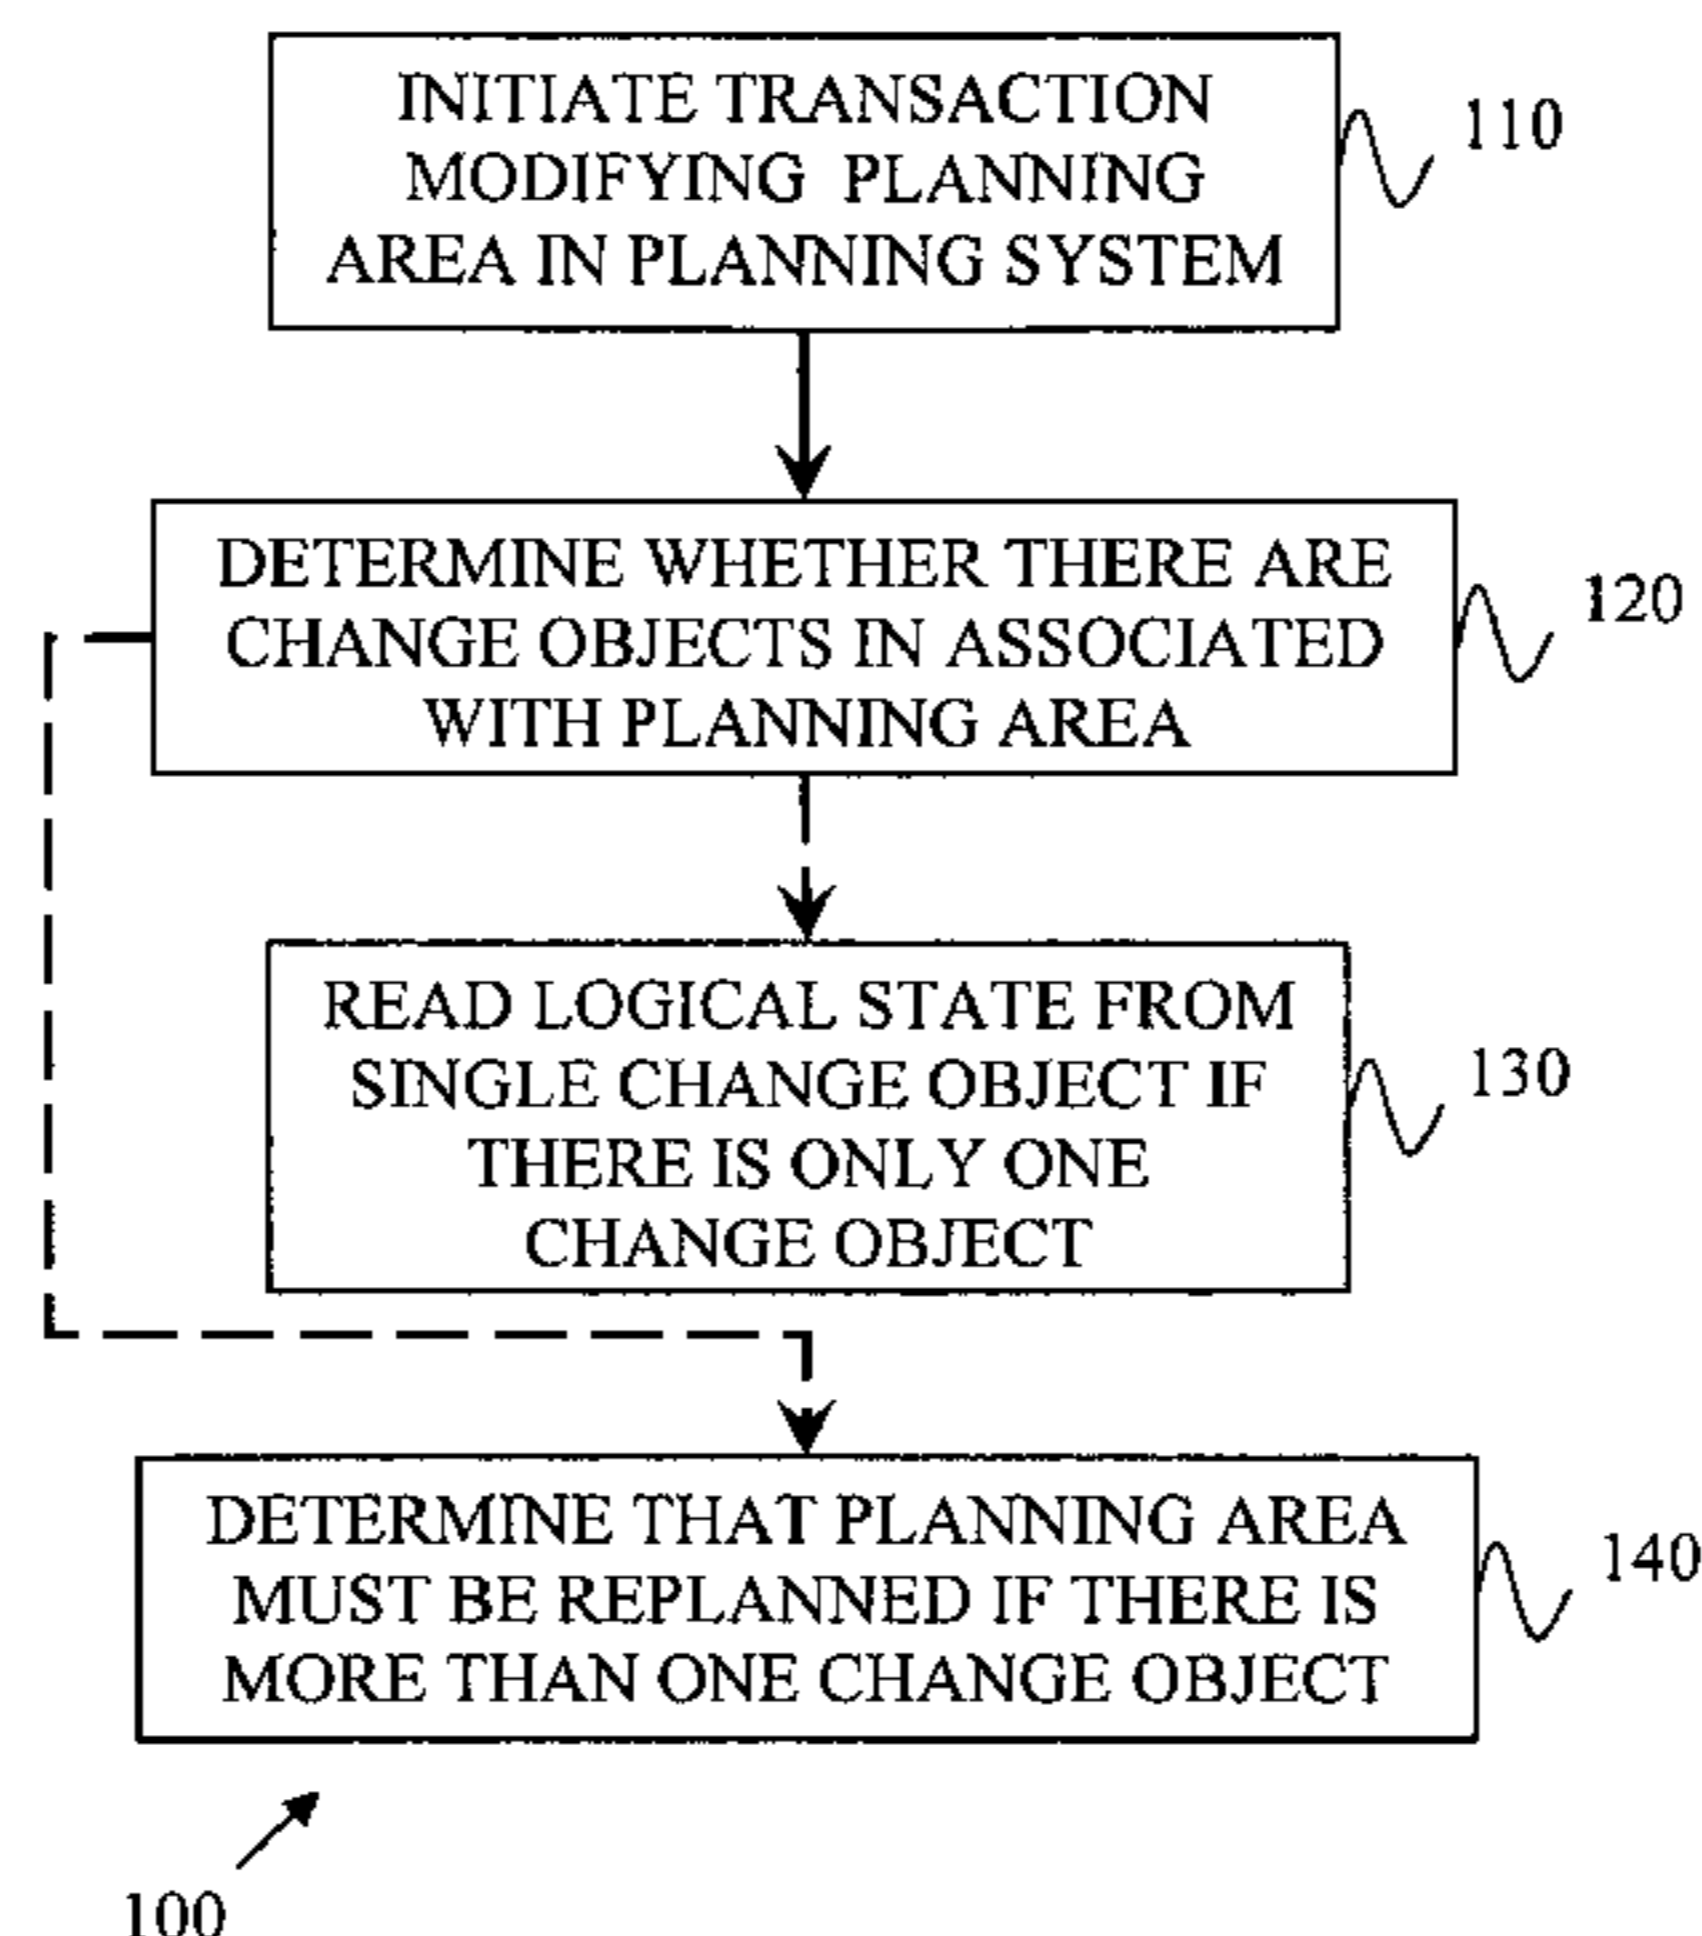 INITIATE TRANSACTION
MODIFYING PLANNING
AREA IN PLANNING SYSTEM
110
DETERMINE WHETHER THERE ARE
CHANGE OBJECTS IN ASSOCIATED
WITH PLANNING AREA
120
READ LOGICAL STATE FROM
SINGLE CHANGE OBJECT IF
THERE IS ONLY ONE
CHANGE OBJECT
130
DETERMINE THAT PLANNING AREA
MUST BE REPLANNED IF THERE IS
MORE THAN ONE CHANGE OBJECT
140
100